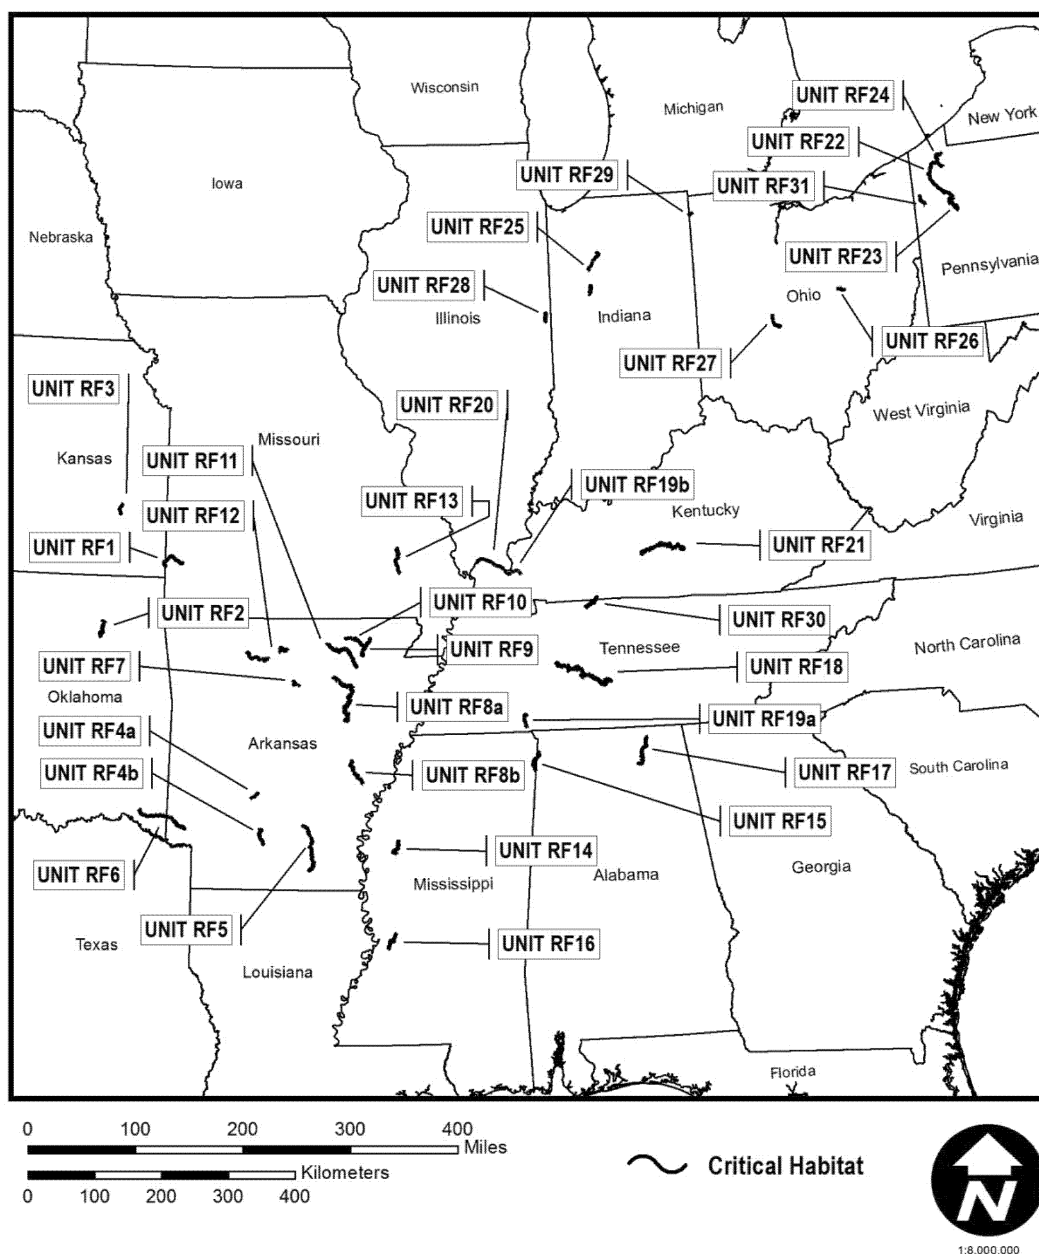 Wisconsin
Michigan
UNIT RF24
New York
UNIT RF22
UNIT RF29
UNIT RF31
Iowa
UNIT RF25
Nebraska
UNIT RF23
Pennsylvania
UNIT RF28
Illinois
Indiana
Ohio
UNIT RF26
UNIT RF27
UNIT RF3
UNIT RF20
West Virginia
Missouri
Kansas
UNIT RF11
UNIT RF13
UNIT RF19b
Kentucky
Virginia
UNIT RF12
UNIT RF1
UNIT RF21
UNIT RF2
UNIT RF10
UNIT RF30
UNIT RF9
Tennessee
North Carolina
UNIT RF7
UNIT RF18
Oklahoma
UNIT RF8a
UNIT RF19a
UNIT RF4a
Arkansas
UNIT RF4b
UNIT RF8b
UNIT RF17
South Carolina
UNIT RF15
UNIT RF14
UNIT RF6
Mississippi
Alabama
Georgia
UNIT RF5
Texas
UNIT RF16
Louisiana
Florida
0 100 200 300 400
Miles
Kilometers
0 100 200 300 400
Critical Habitat
N
1:8,000,000